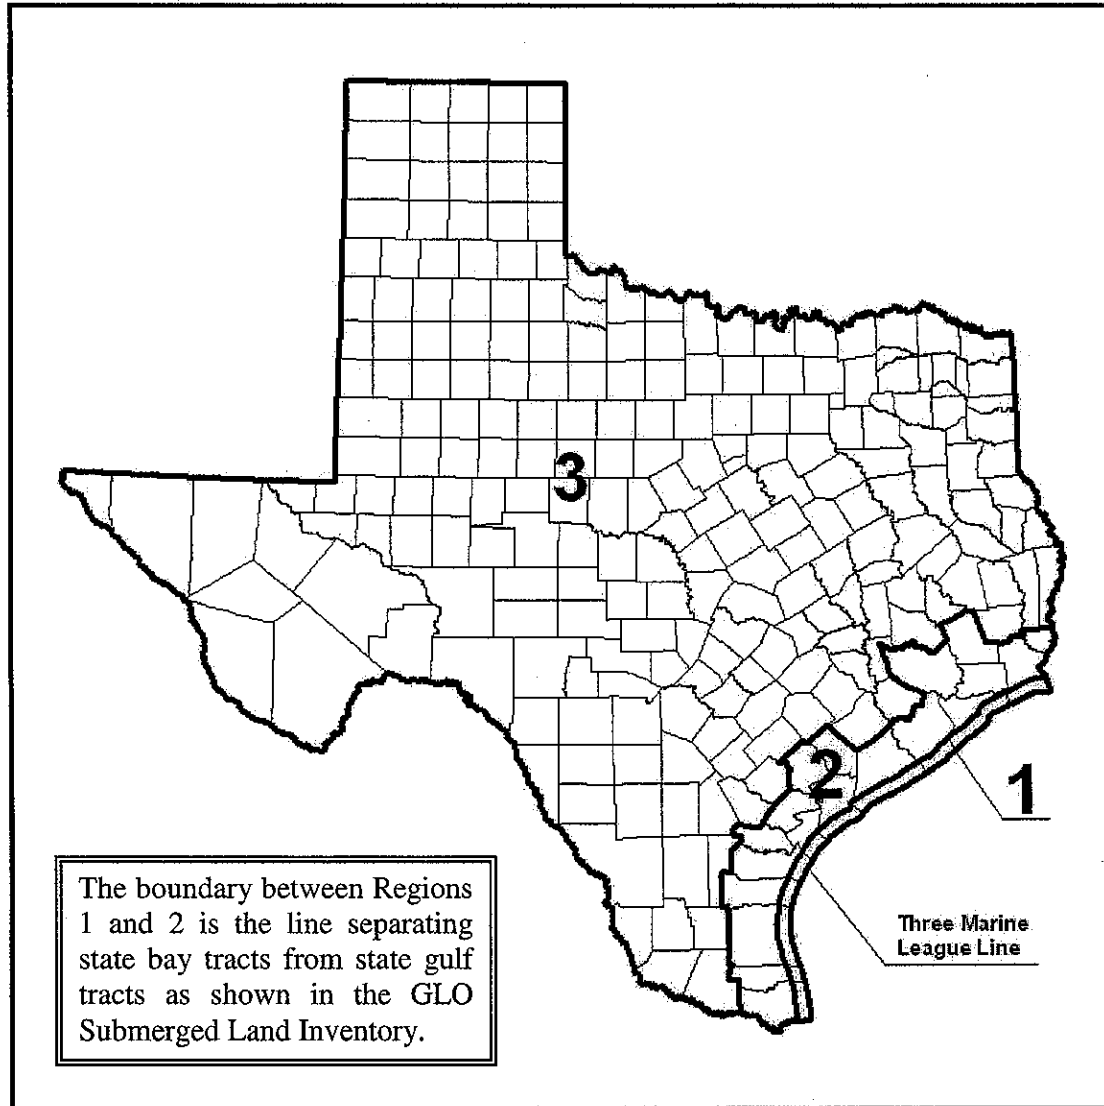 3
2
1
Three Marine
League Line
The boundary between Regions
1 and 2 is the line separating
state bay tracts from state gulf
tracts as shown in the GLO
Submerged Land Inventory.